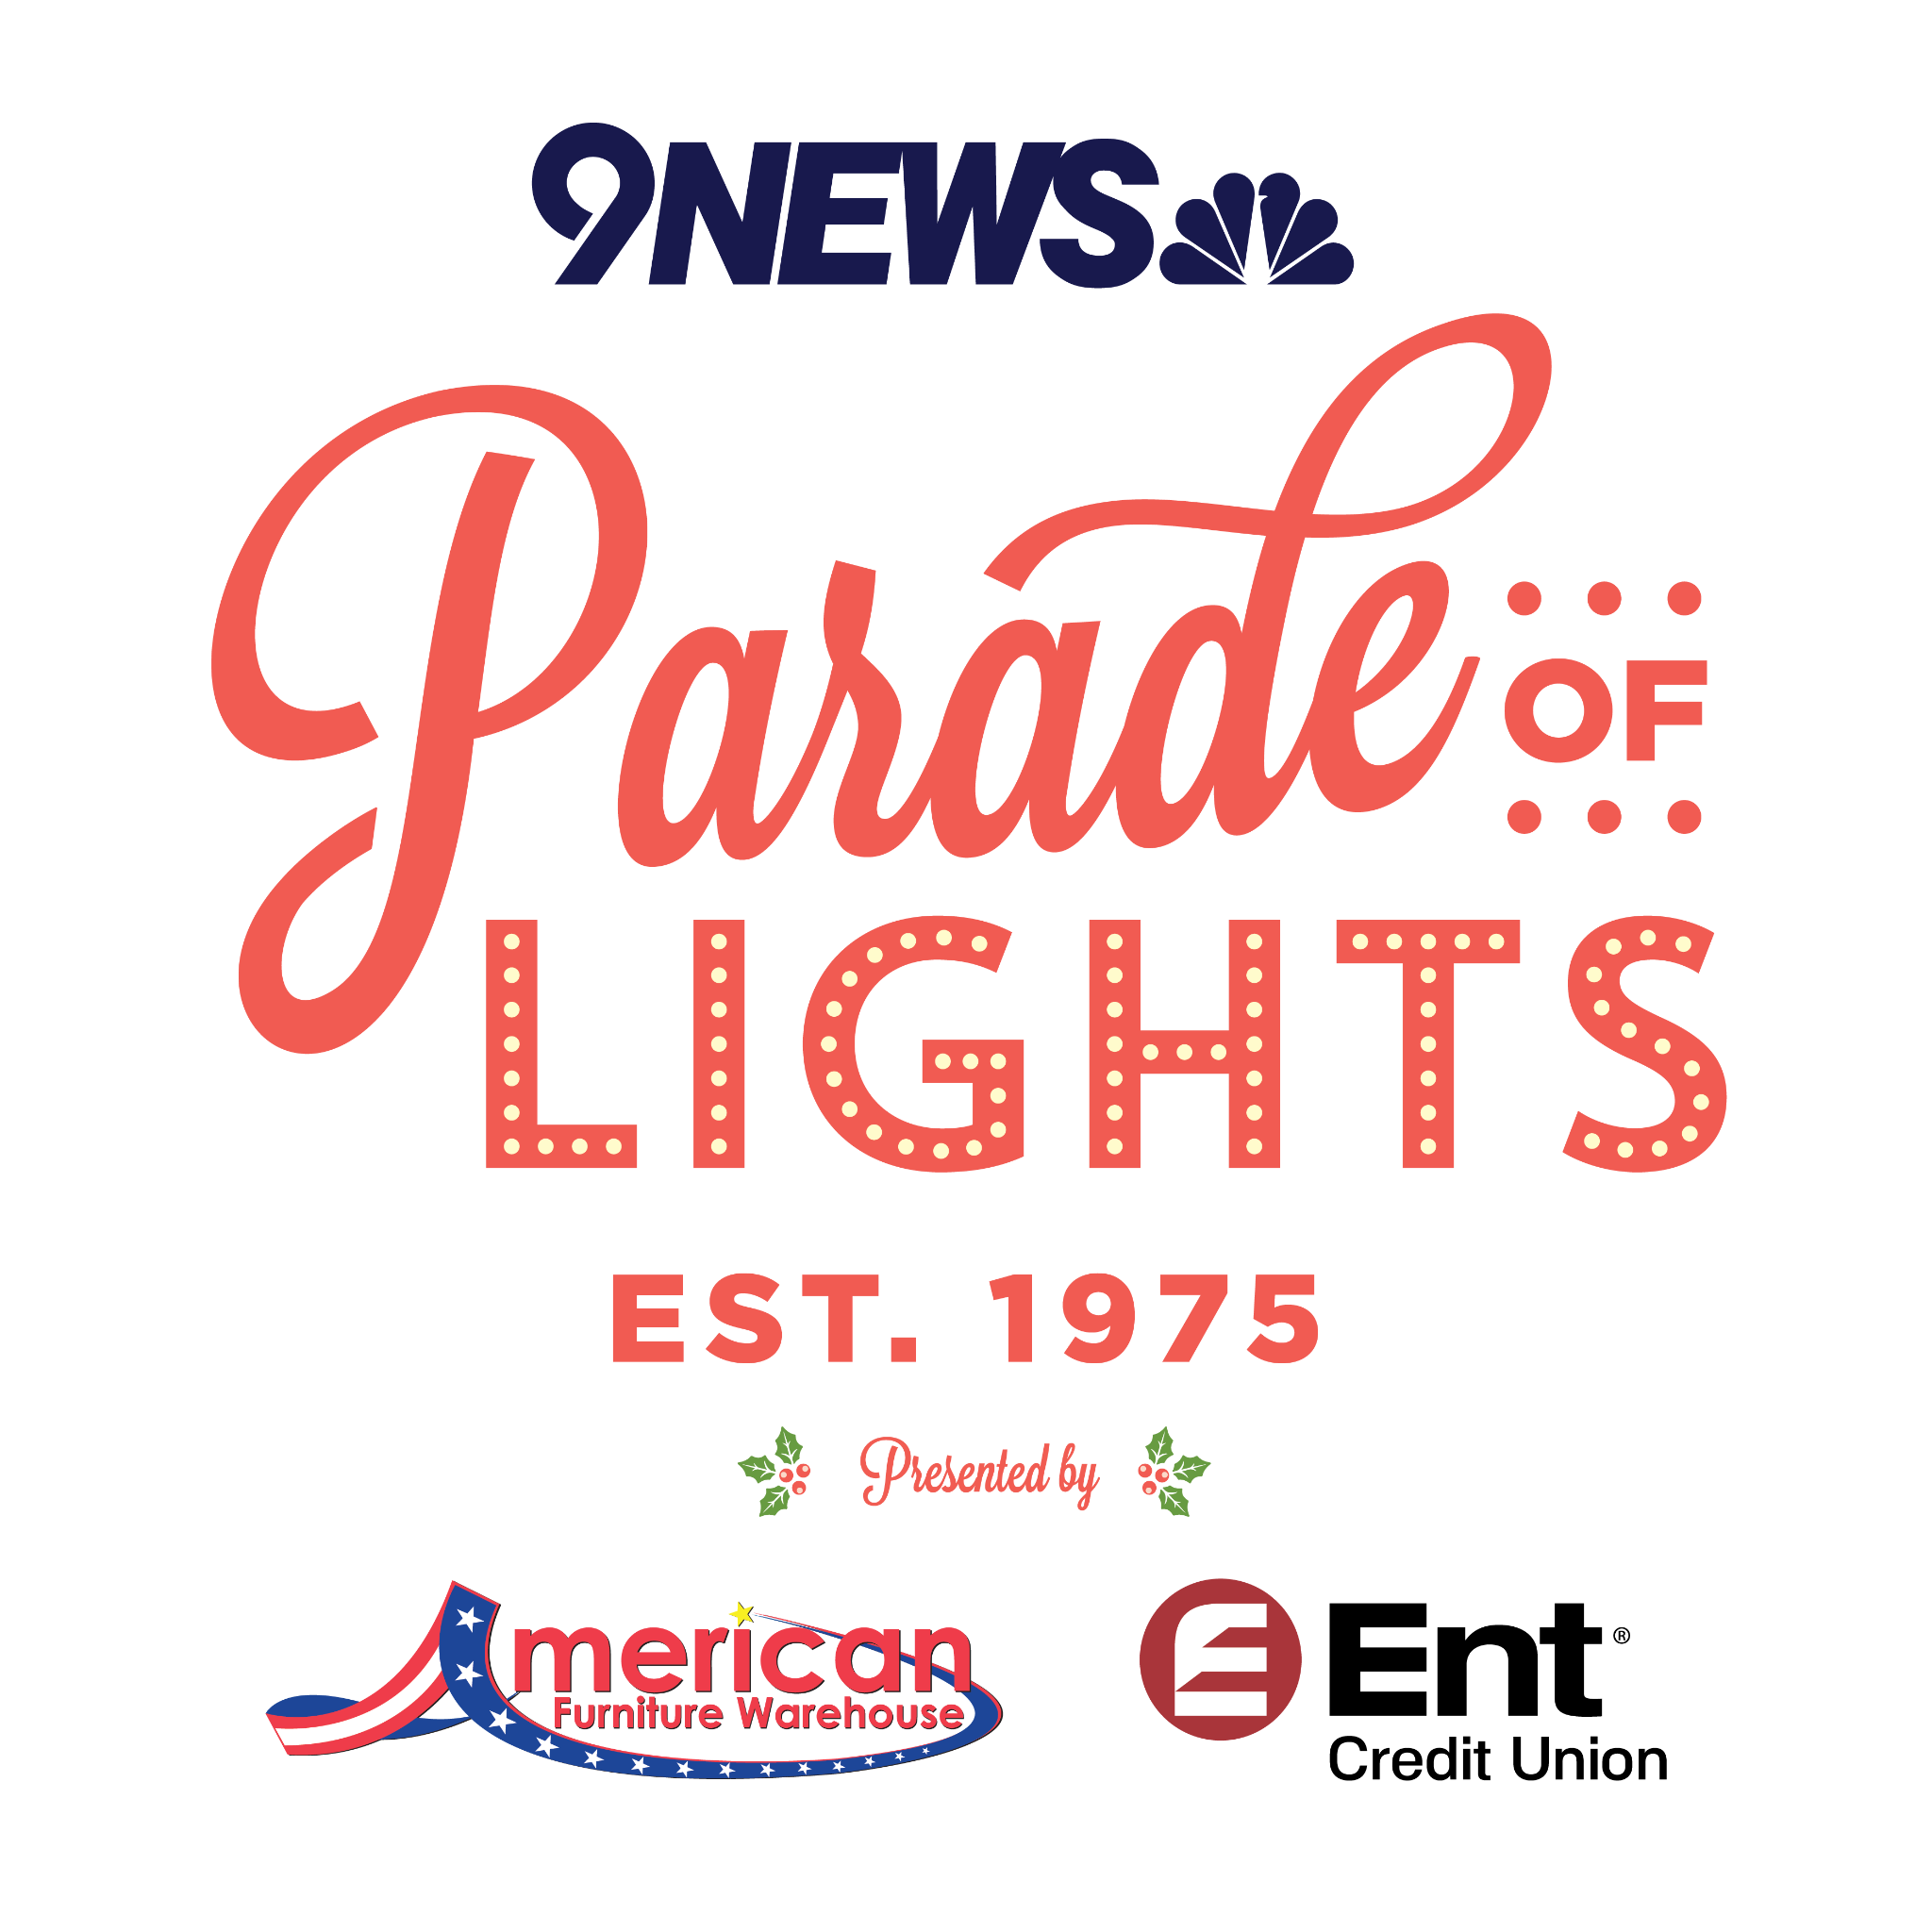 9NEWS
Parade OF
LIGHTS
EST. 1975
Presented by
American
Furniture Warehouse
Ent®
Credit Union